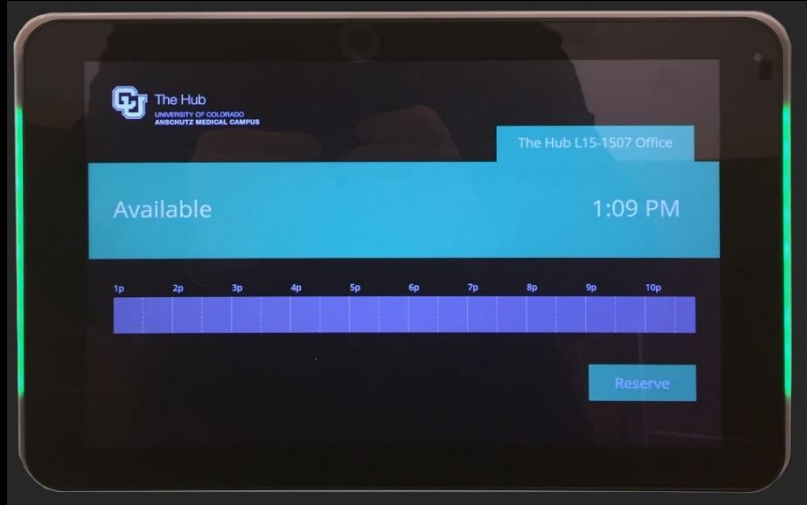 CU The Hub
UNIVERSITY OF COLORADO
ANSCHUTZ MEDICAL CAMPUS
The Hub L15-1507 Office
Available 1:09 PM
1p 2p 3p 4p 5p 6p 7p 8p 9p 10p
Reserve